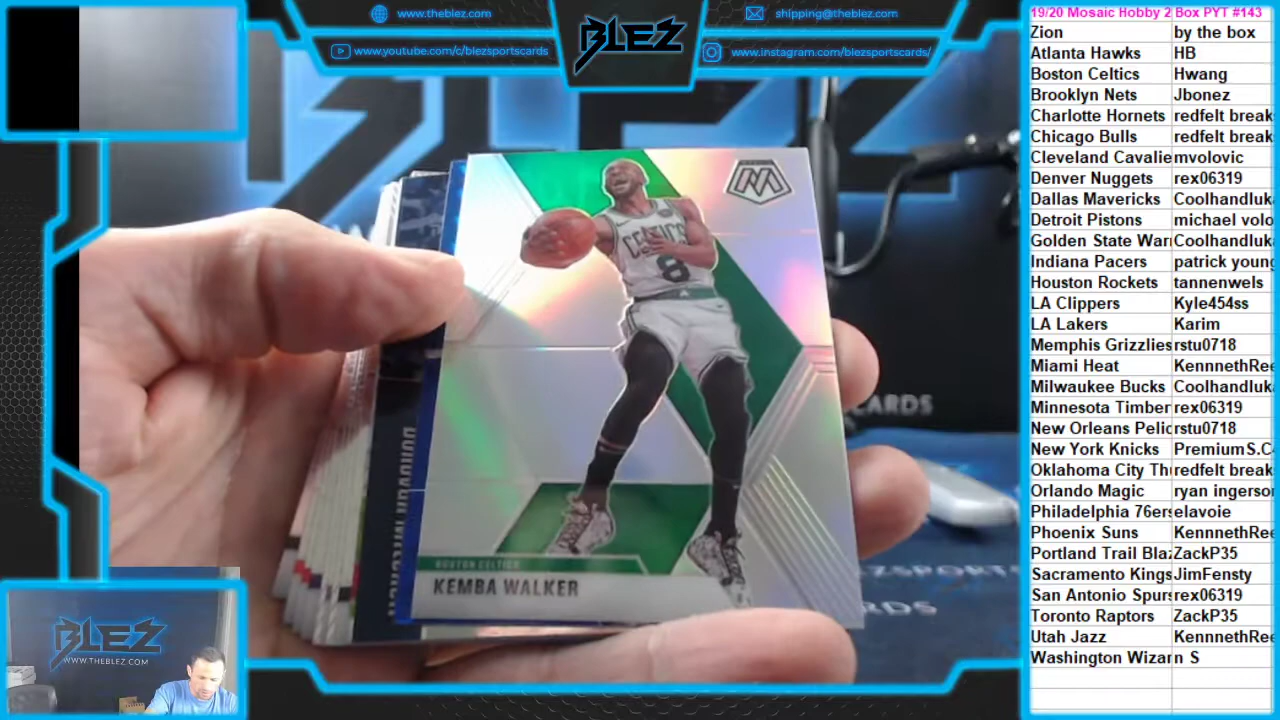 www.theblez.com
shipping@theblez.com
www.youtube.com/c/blezsportscards
www.instagram.com/blezsportscards/
BLEZ
CELTICS
8
BOSTON CELTICS
KEMBA WALKER
DONOVAN MITCHELL
CARDS
BLEZ
WWW.THEBLEZ.COM
19/20 Mosaic Hobby 2 Box PYT #143
Zion by the box
Atlanta Hawks HB
Boston Celtics Hwang
Brooklyn Nets Jbonez
Charlotte Hornets redfelt break
Chicago Bulls redfelt break
Cleveland Cavalie mvolovic
Denver Nuggets rex06319
Dallas Mavericks Coolhandluk
Detroit Pistons michael volo
Golden State War Coolhandluk
Indiana Pacers patrick young
Houston Rockets tannenwels
LA Clippers Kyle454ss
LA Lakers Karim
Memphis Grizzlies rstu0718
Miami Heat KennnethRee
Milwaukee Bucks Coolhandluk
Minnesota Timber rex06319
New Orleans Pelic rstu0718
New York Knicks PremiumS.C
Oklahoma City Thu redfelt break
Orlando Magic ryan ingerso
Philadelphia 76ers elavoie
Phoenix Suns KennnethRee
Portland Trail Blaz ZackP35
Sacramento Kings JimFensty
San Antonio Spurs rex06319
Toronto Raptors ZackP35
Utah Jazz KennnethRee
Washington Wizar n S